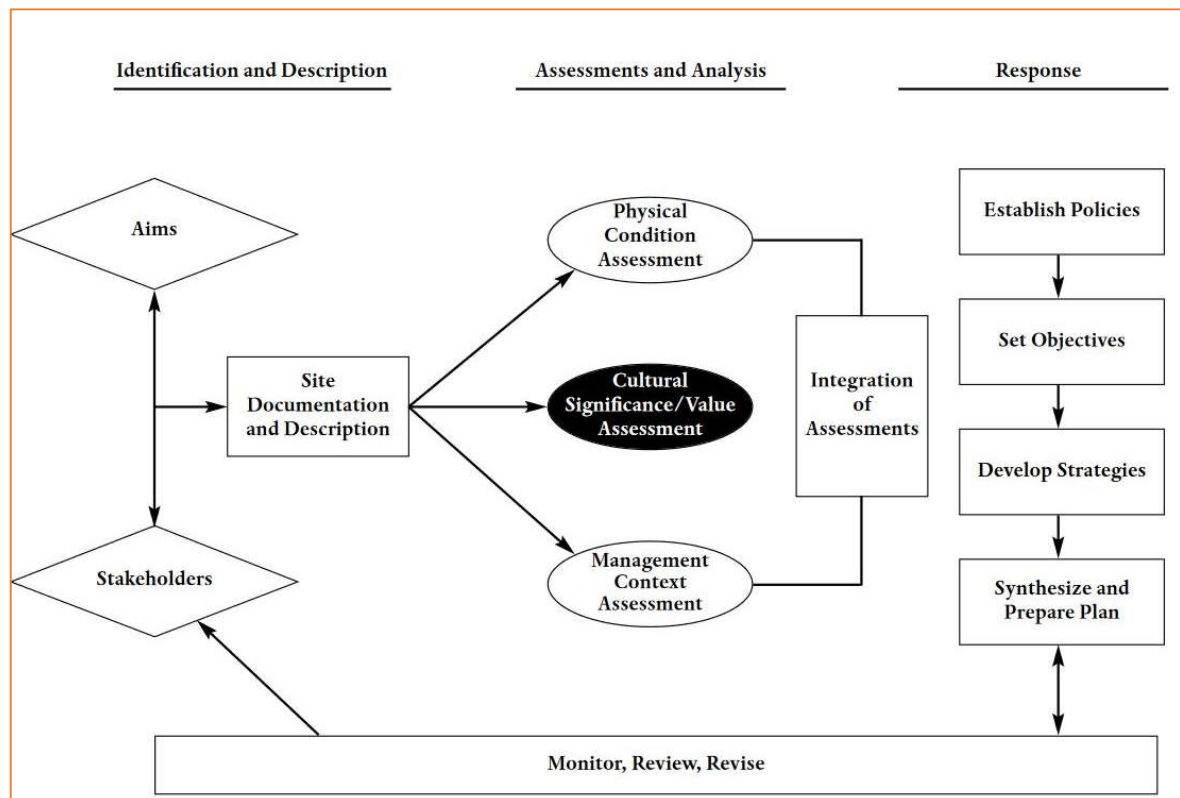 Identification and Description
Assessments and Analysis
Response
Aims
Stakeholders
Site
Documentation
and Description
Physical
Condition
Assessment
Cultural
Significance/Value
Assessment
Management
Context
Assessment
Integration
of
Assessments
Establish Policies
Set Objectives
Develop Strategies
Synthesize and
Prepare Plan
Monitor, Review, Revise